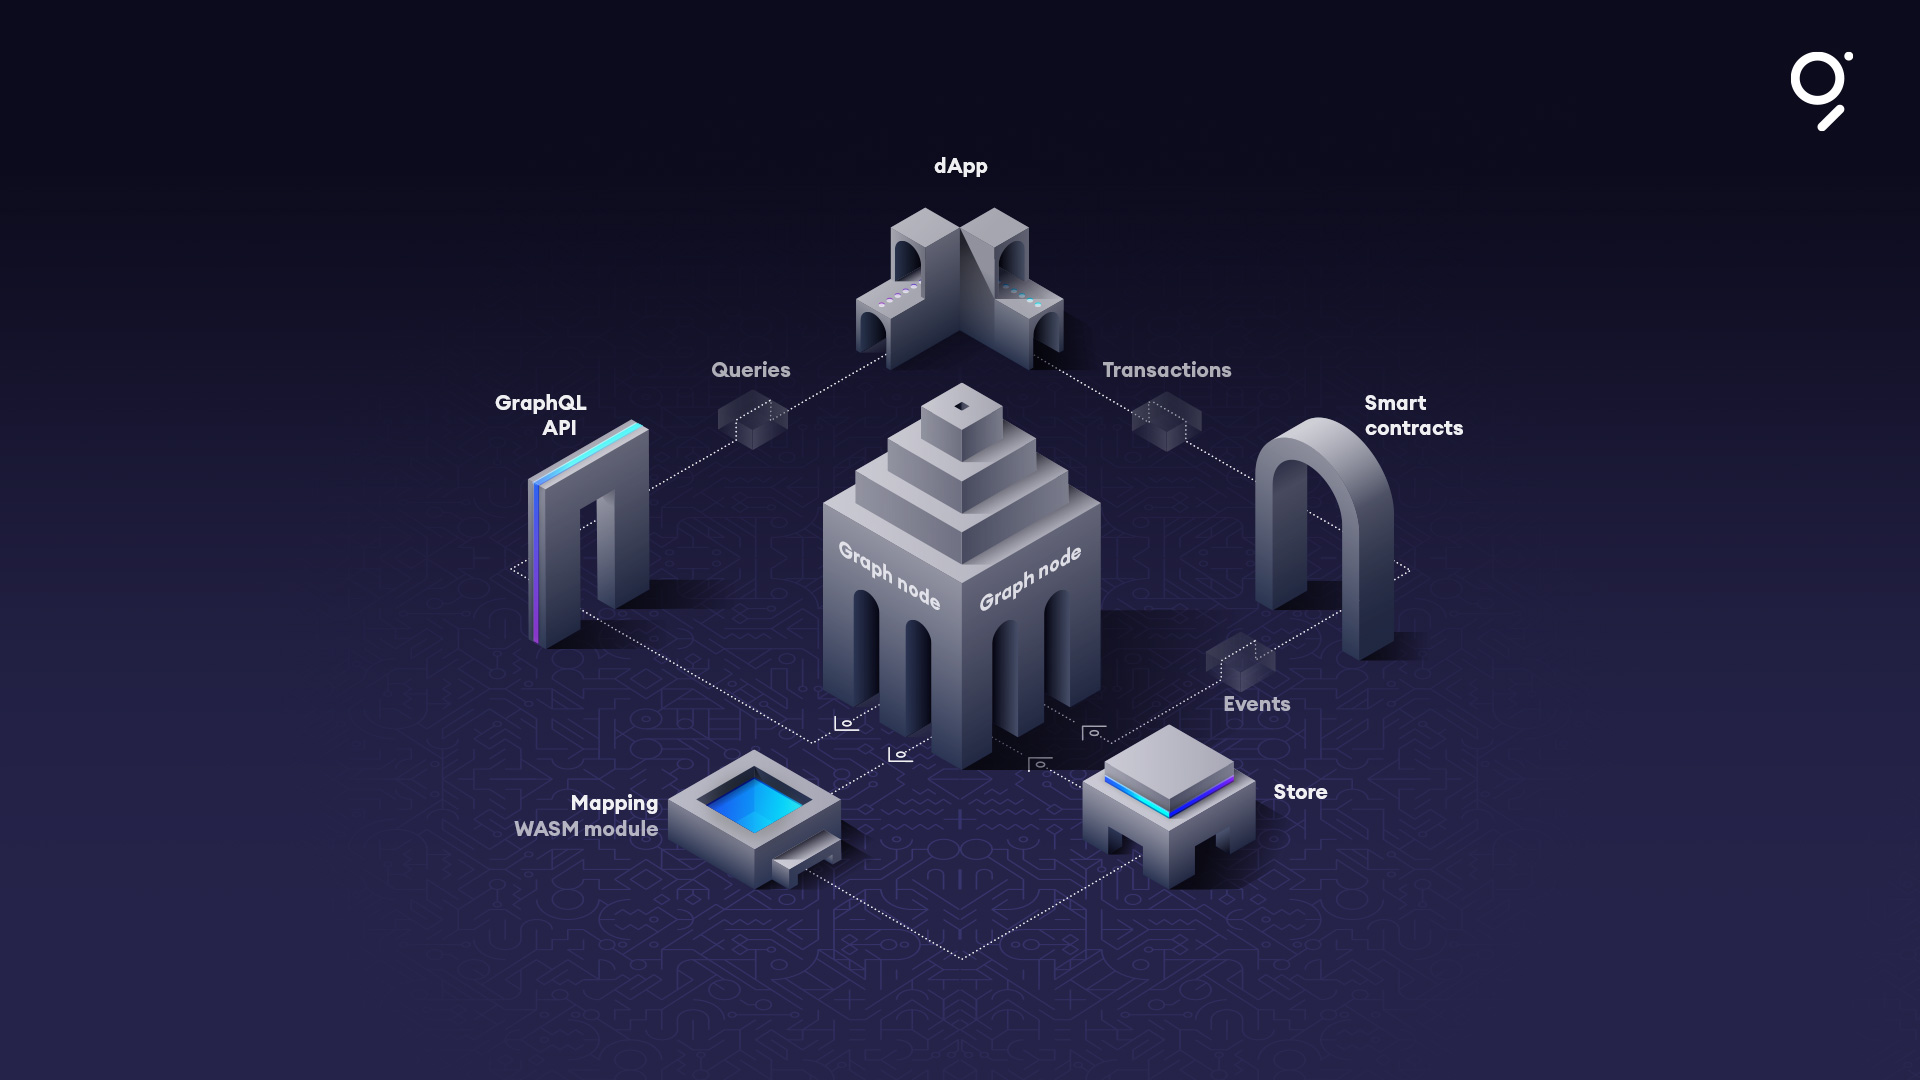 dApp
Queries
Transactions
GraphQL
API
Smart
contracts
Graph node
Graph node
Events
Mapping
WASM module
Store